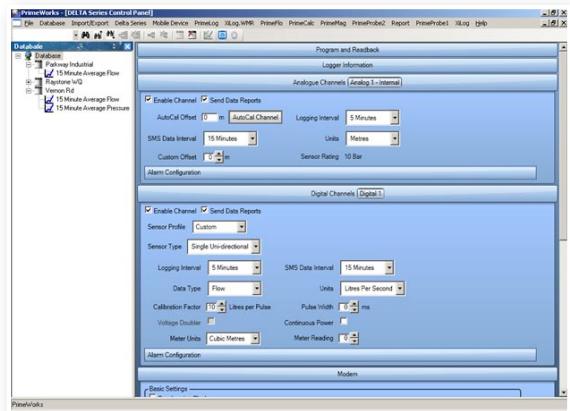 PrimeWorks - [DELTA Series Control Panel]
File Database Import/Export Delta Series Mobile Device PrimeLog XiLog.WMR PrimeFlo PrimeCalc PrimeMag PrimeProbe2 Report PrimeProbe1 Xilog Help
Database
Database
Parkway Industrial
15 Minute Average Flow
Raystone WQ
Vernon Rd
15 Minute Average Flow
15 Minute Average Pressure
Program and Readback
Logger Information
Analogue Channels Analog 1 - Internal
Enable Channel Send Data Reports
AutoCal Offset 0 m AutoCal Channel Logging Interval 5 Minutes
SMS Data Interval 15 Minutes Units Metres
Custom Offset 0 m Sensor Rating 10 Bar
Alarm Configuration
Digital Channels Digital 1
Enable Channel Send Data Reports
Sensor Profile Custom
Sensor Type Single Uni-directional
Logging Interval 5 Minutes SMS Data Interval 15 Minutes
Data Type Flow Units Litres Per Second
Calibration Factor 10 Litres per Pulse Pulse Width 0 ms
Voltage Doubler Continuous Power
Meter Units Cubic Metres Meter Reading 0
Alarm Configuration
Modem
Basic Settings
PrimeWorks